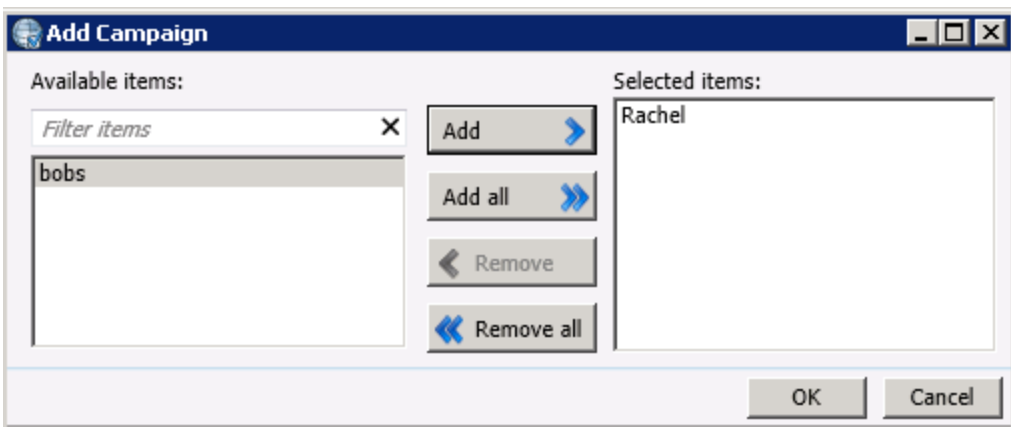 Add Campaign
Available items:
Filter items
bobs
Add
Add all
Remove
Remove all
Selected items:
Rachel
OK
Cancel